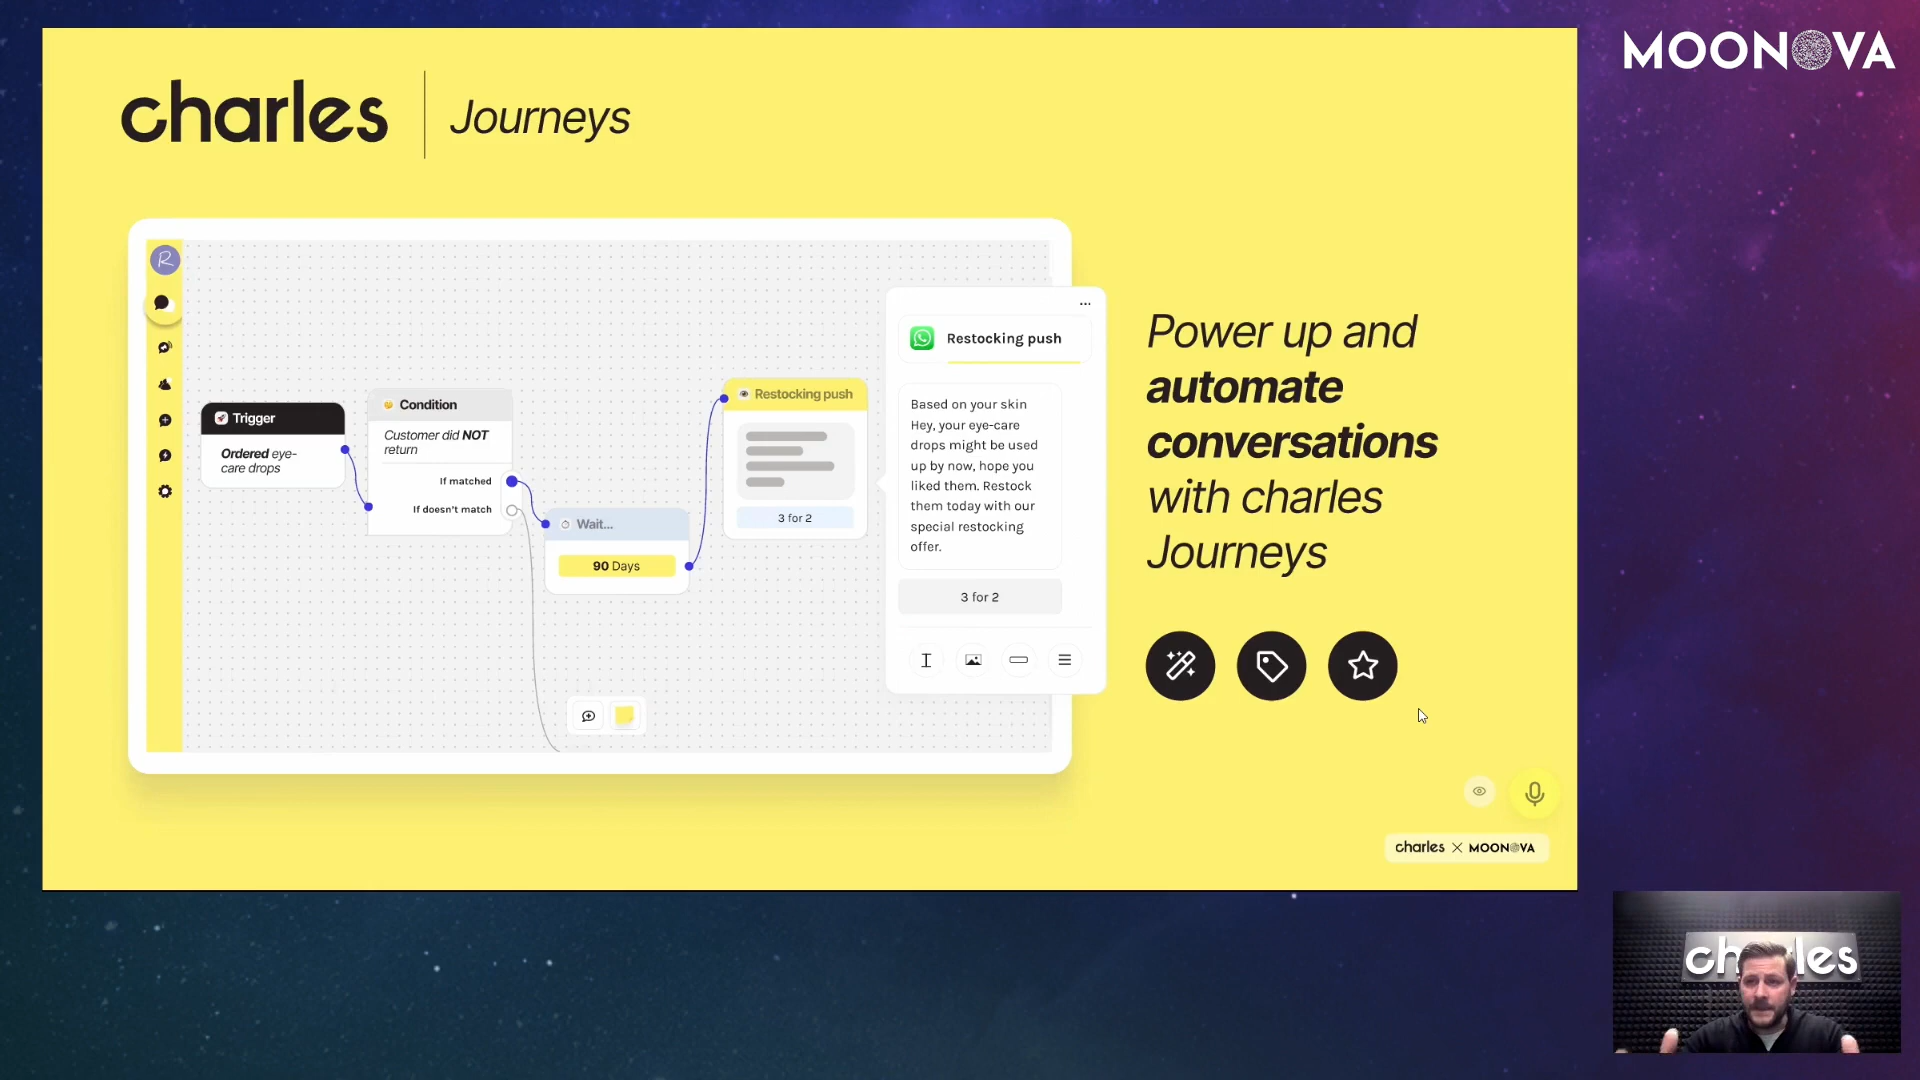 MOONOVA
charles
Journeys
R
Trigger
Ordered eye-
care drops
Condition
Customer did NOT
return
If matched
If doesn't match
Wait...
90 Days
Restocking push
3 for 2
Restocking push
Based on your skin
Hey, your eye-care
drops might be used
up by now, hope you
liked them. Restock
them today with our
special restocking
offer.
3 for 2
Power up and
automate
conversations
with charles
Journeys
charles X MOONOVA